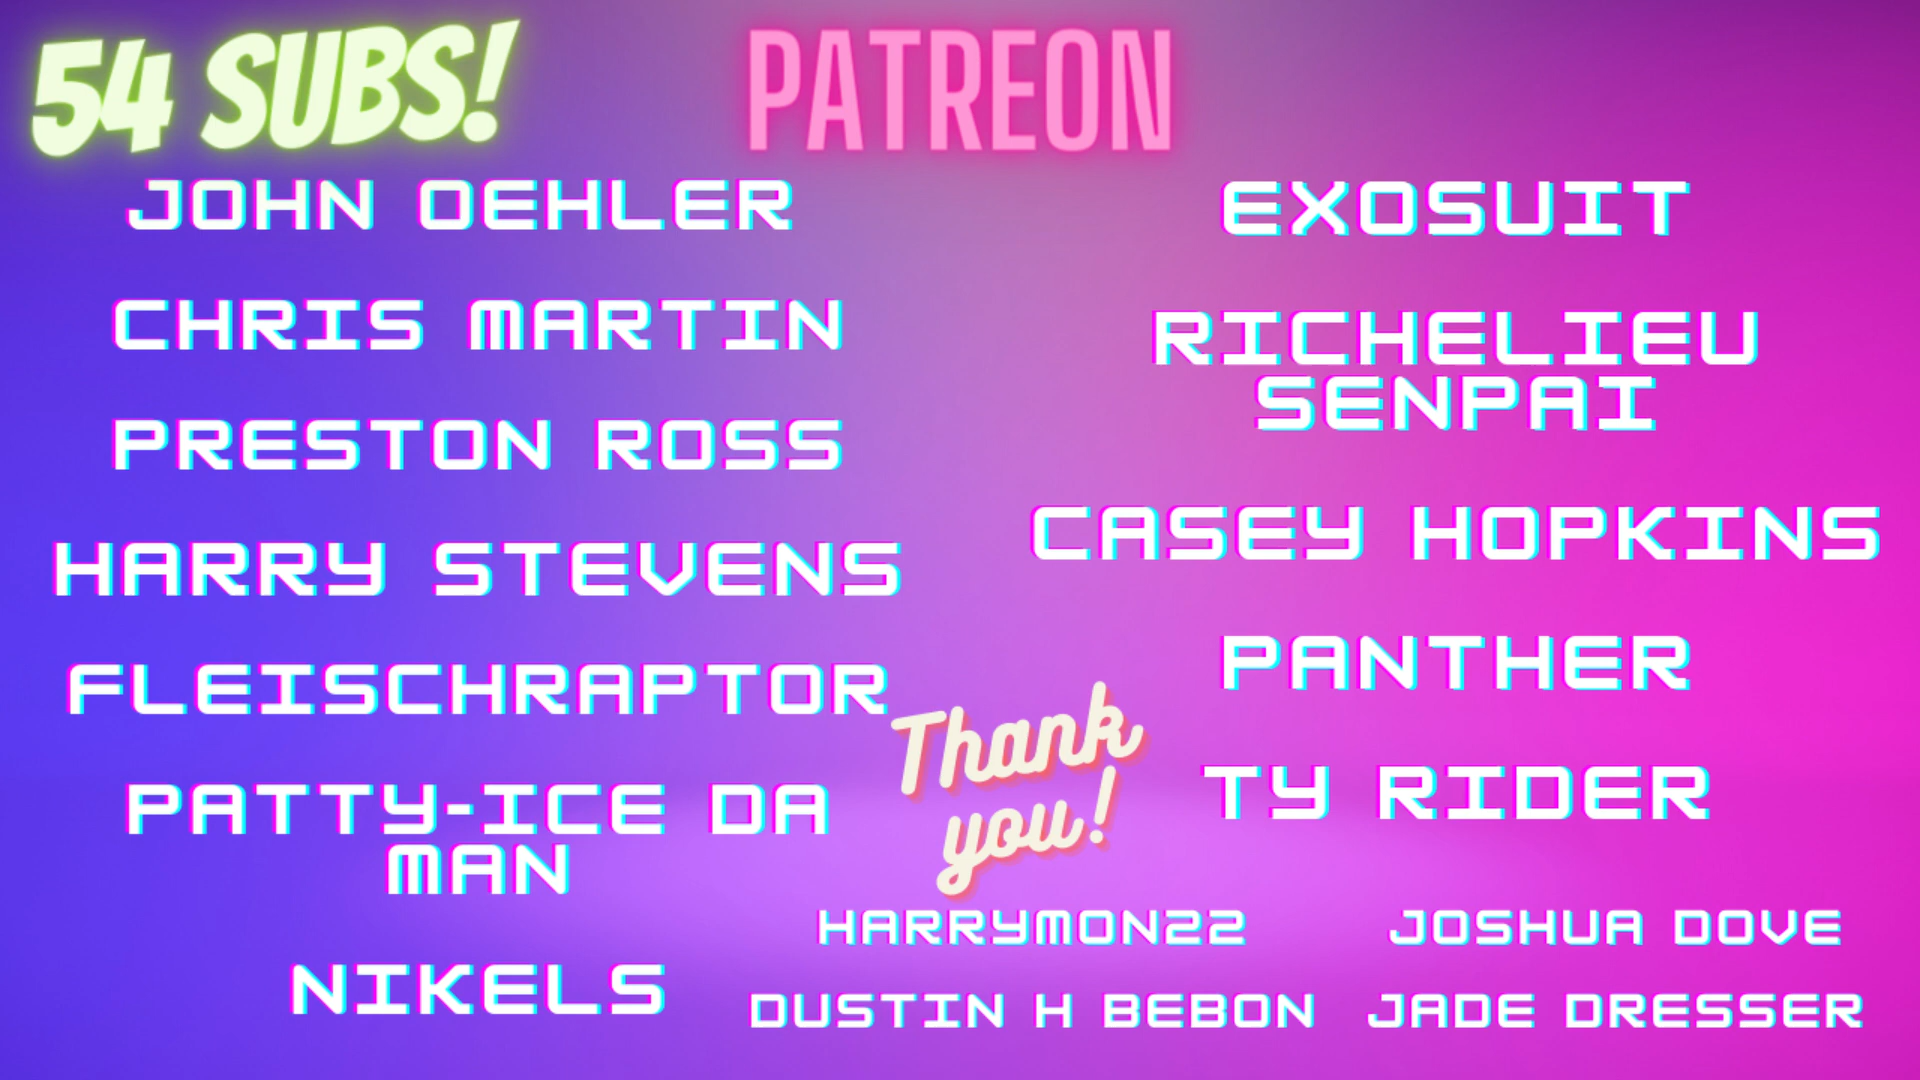 54 SUBS!
PATREON
JOHN OEHLER
CHRIS MARTIN
PRESTON ROSS
HARRY STEVENS
FLEISCHRAPTOR
PATTY-ICE DA
MAN
NIKELS
EXOSUIT
RICHELIEU
SENPAI
CASEY HOPKINS
PANTHER
TY RIDER
Thank
you!
HARRYMON22
JOSHUA DOVE
DUSTIN H BEBON
JADE DRESSER